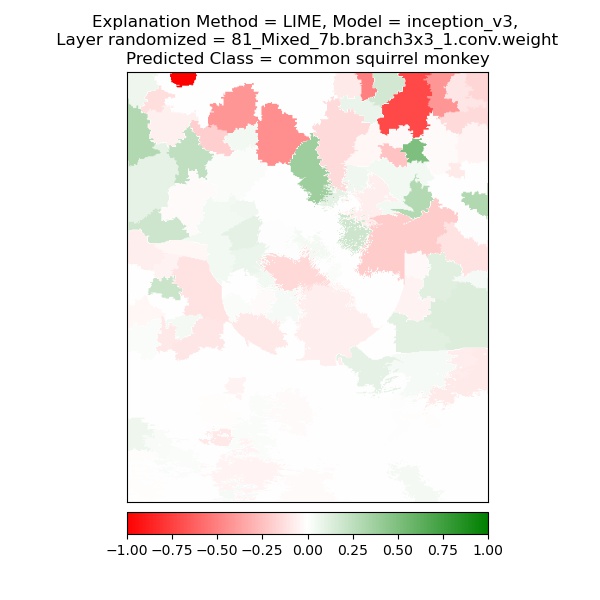 Explanation Method = LIME, Model = inception_v3,
Layer randomized = 81_Mixed_7b.branch3x3_1.conv.weight
Predicted Class = common squirrel monkey
−1.00 −0.75 −0.50 −0.25 0.00 0.25 0.50 0.75 1.00